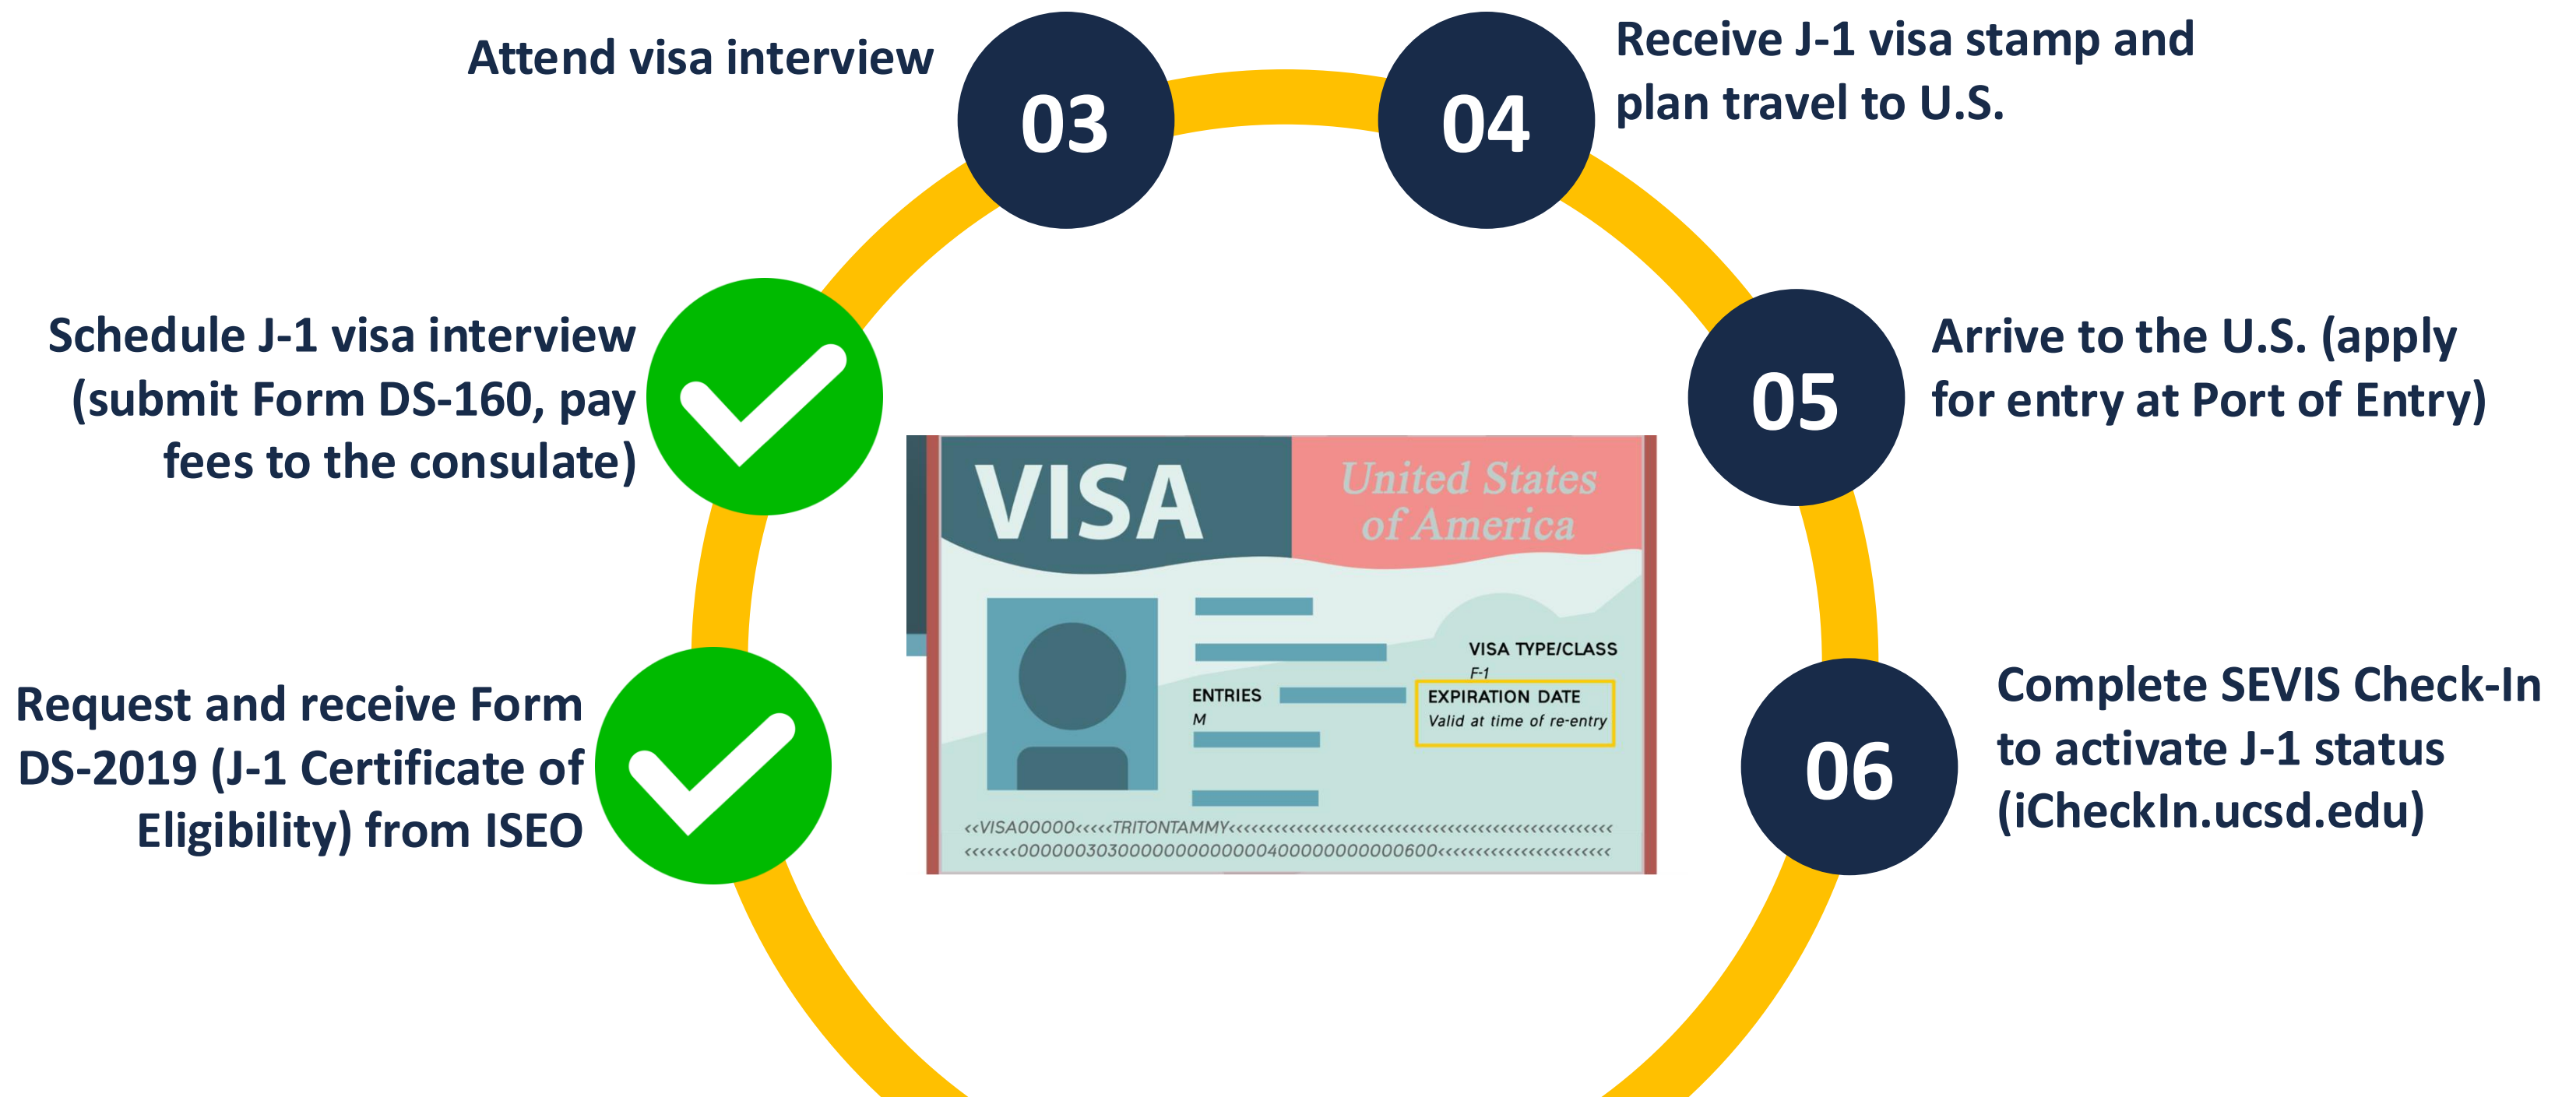 Attend visa interview
03
04
Receive J-1 visa stamp and
plan travel to U.S.
Schedule J-1 visa interview
(submit Form DS-160, pay
fees to the consulate)
05
Arrive to the U.S. (apply
for entry at Port of Entry)
VISA
United States
of America
VISA TYPE/CLASS
F-1
ENTRIES
M
EXPIRATION DATE
Valid at time of re-entry
<<VISA00000<<<<<TRITONTAMMY<<<<<<<<<<<<<<<<<<<<<<<<<<<<<<<<<<<<<<<<<<<<<<<<<<<
<<<<<<<000000303000000000000040000000000600<<<<<<<<<<<<<<<<<<<<<<<
Request and receive Form
DS-2019 (J-1 Certificate of
Eligibility) from ISEO
06
Complete SEVIS Check-In
to activate J-1 status
(iCheckIn.ucsd.edu)